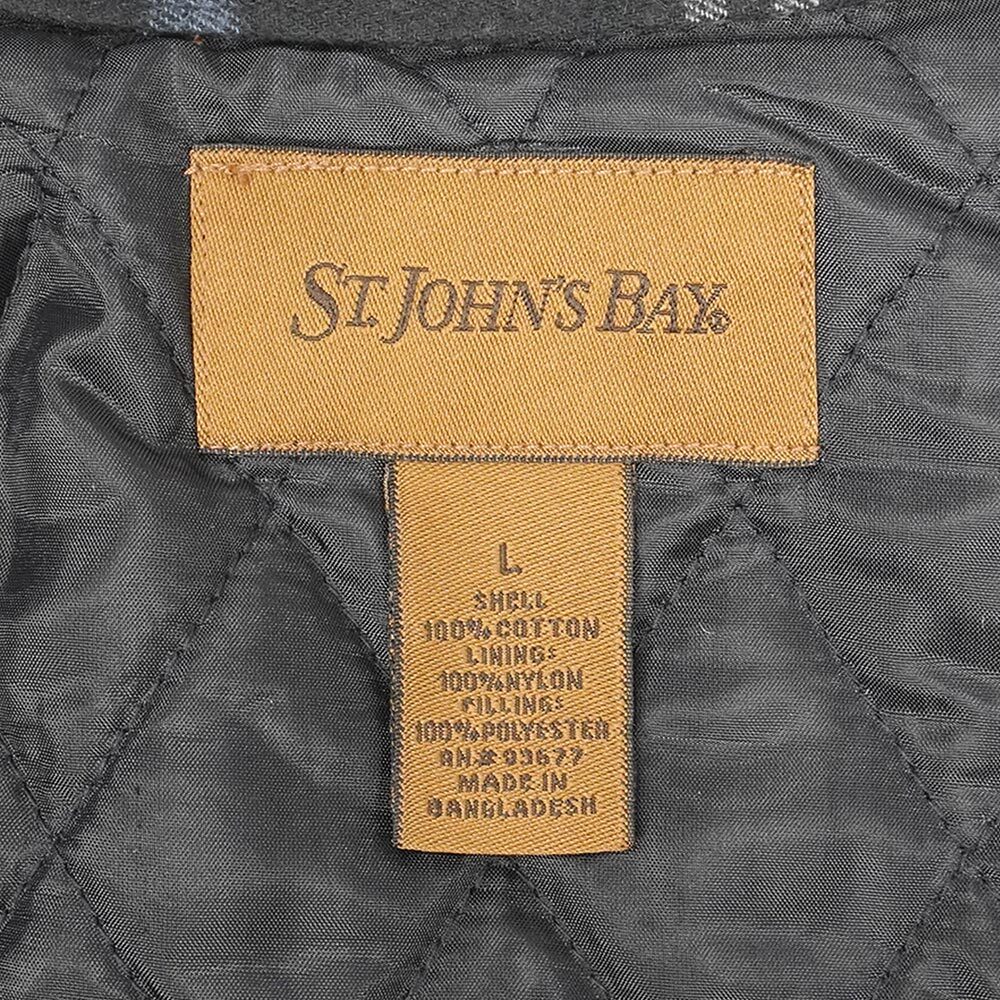 ST. JOHN'S BAY®
L
SHELL
100% COTTON
LINING:
100% NYLON
FILLING:
100% POLYESTER
RN# 93677
MADE IN
BANGLADESH